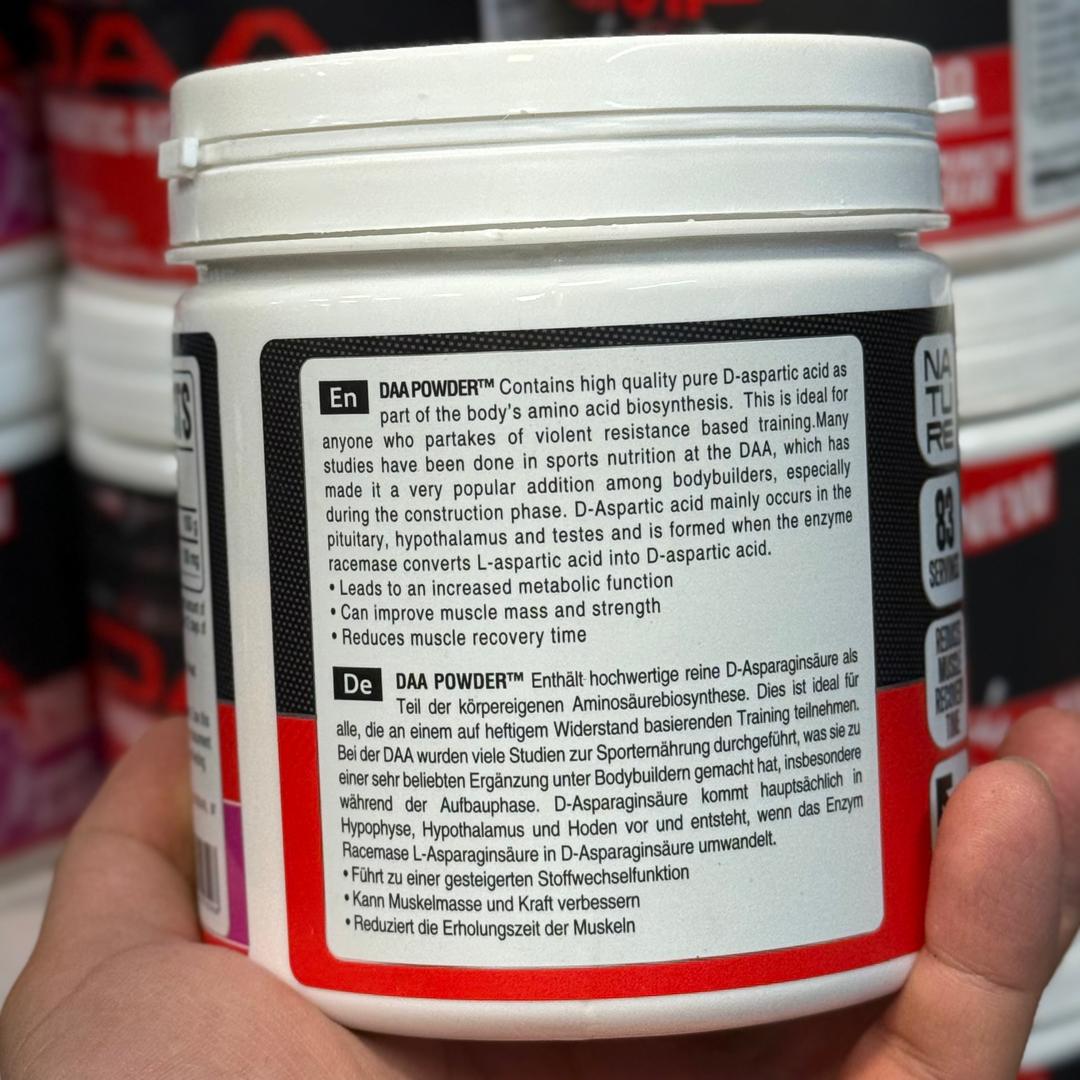 En DAA POWDER™ Contains high quality pure D-aspartic acid as
part of the body's amino acid biosynthesis. This is ideal for
anyone who partakes of violent resistance based training.Many
studies have been done in sports nutrition at the DAA, which has
made it a very popular addition among bodybuilders, especially
during the construction phase. D-Aspartic acid mainly occurs in the
pituitary, hypothalamus and testes and is formed when the enzyme
racemase converts L-aspartic acid into D-aspartic acid.
• Leads to an increased metabolic function
• Can improve muscle mass and strength
• Reduces muscle recovery time
De DAA POWDER™ Enthält hochwertige reine D-Asparaginsäure als
Teil der körpereigenen Aminosäurebiosynthese. Dies ist ideal für
alle, die an einem auf heftigem Widerstand basierenden Training teilnehmen.
Bei der DAA wurden viele Studien zur Sporternährung durchgeführt, was sie zu
einer sehr beliebten Ergänzung unter Bodybuildern gemacht hat, insbesondere
während der Aufbauphase. D-Asparaginsäure kommt hauptsächlich in
Hypophyse, Hypothalamus und Hoden vor und entsteht, wenn das Enzym
Racemase L-Asparaginsäure in D-Asparaginsäure umwandelt.
• Führt zu einer gesteigerten Stoffwechselfunktion
• Kann Muskelmasse und Kraft verbessern
• Reduziert die Erholungszeit der Muskeln
NA
TU
RE
83
REDUCES
MUSCLE
RECOVERY
TIME
DAA
NEW